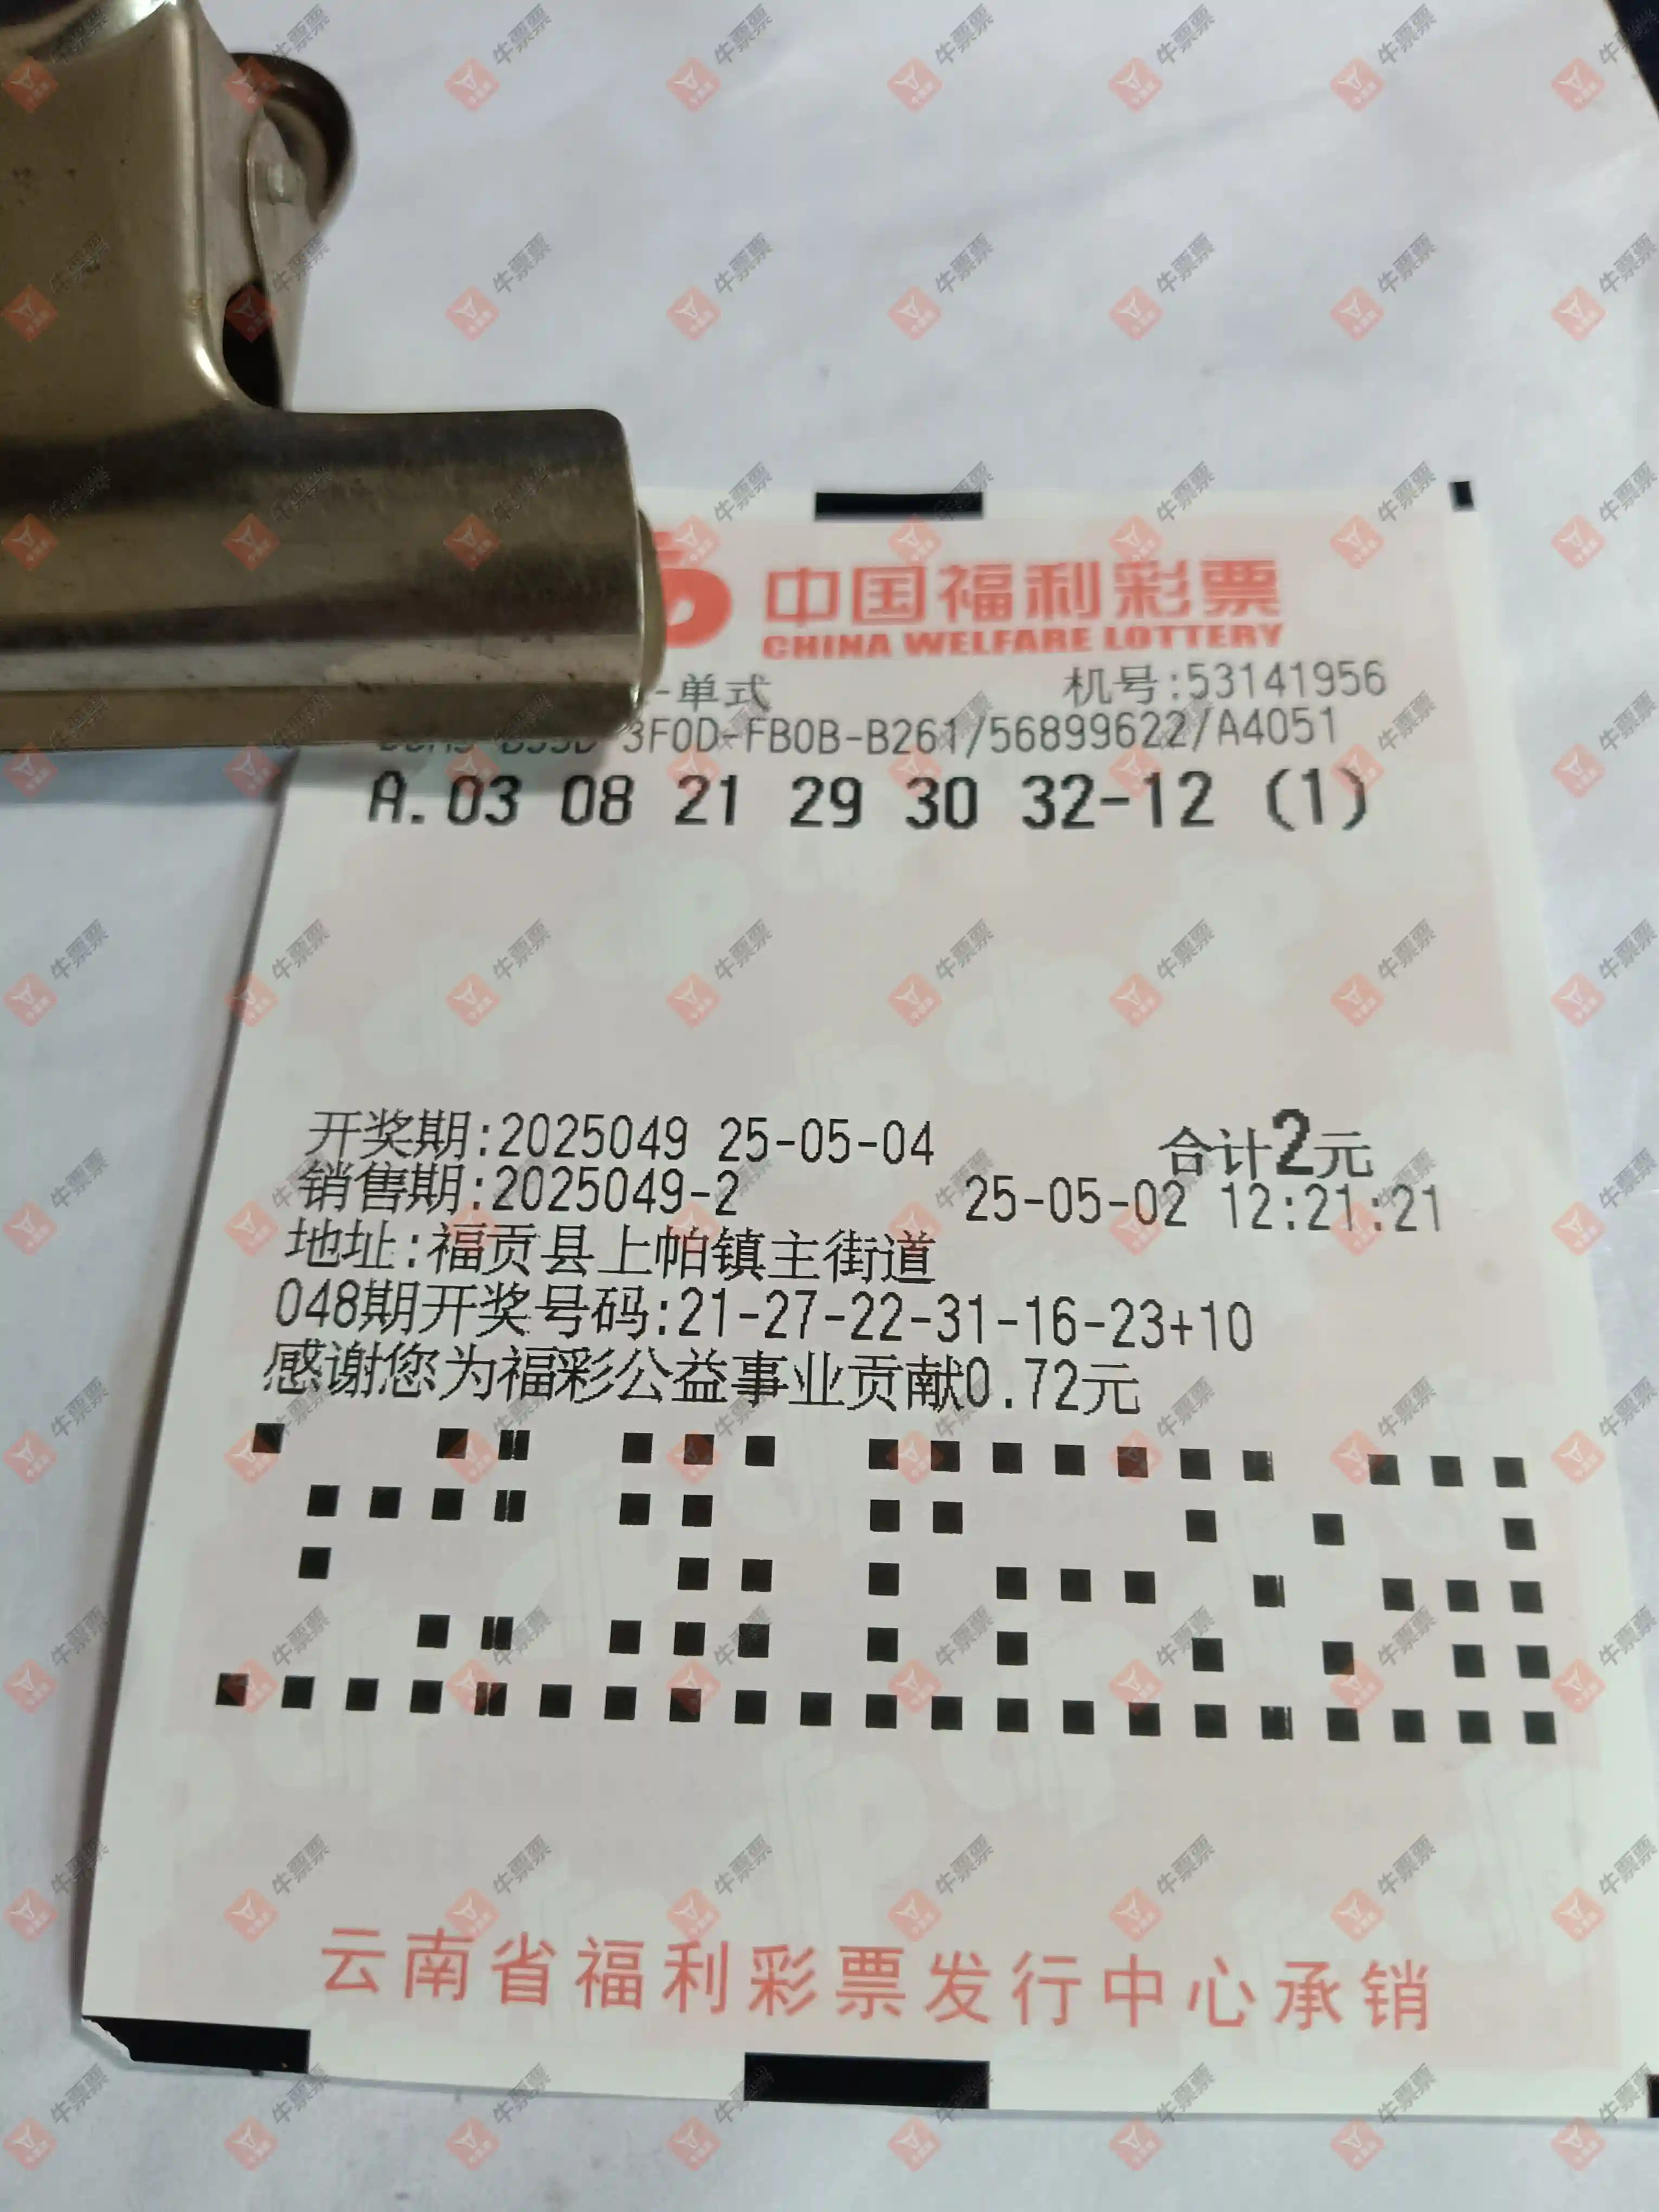 中国福利彩票
CHINA WELFARE LOTTERY
-单式 机号:53141956
3F0D-FB0B-B261/56899622/A4051
A.03 08 21 29 30 32-12 (1)
开奖期:2025049 25-05-04 合计2元
销售期:2025049-2 25-05-02 12:21:21
地址:福贡县上帕镇主街道
048期开奖号码:21-27-22-31-16-23+10
感谢您为福彩公益事业贡献0.72元
云南省福利彩票发行中心承销
牛票票